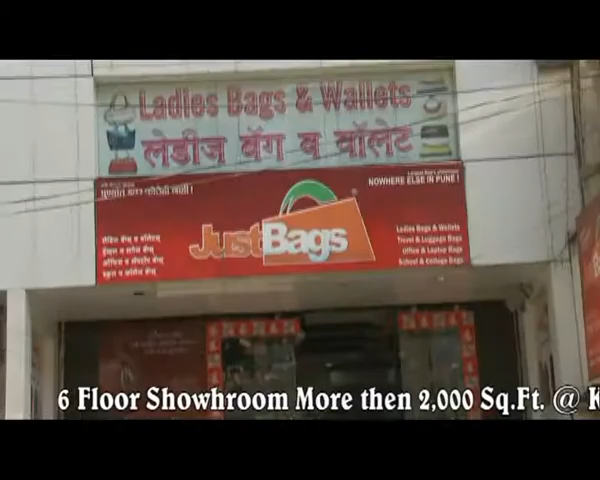 Ladies Bags & Wallets
लेडीज बॅग व वॉलेट
NOWHERE ELSE IN PUNE !
JustBags
Ladies Bags & Wallets
Travel & Luggage Bags
Office & Laptop Bags
School & College Bags
6 Floor Showroom More then 2,000 Sq.Ft. @ K